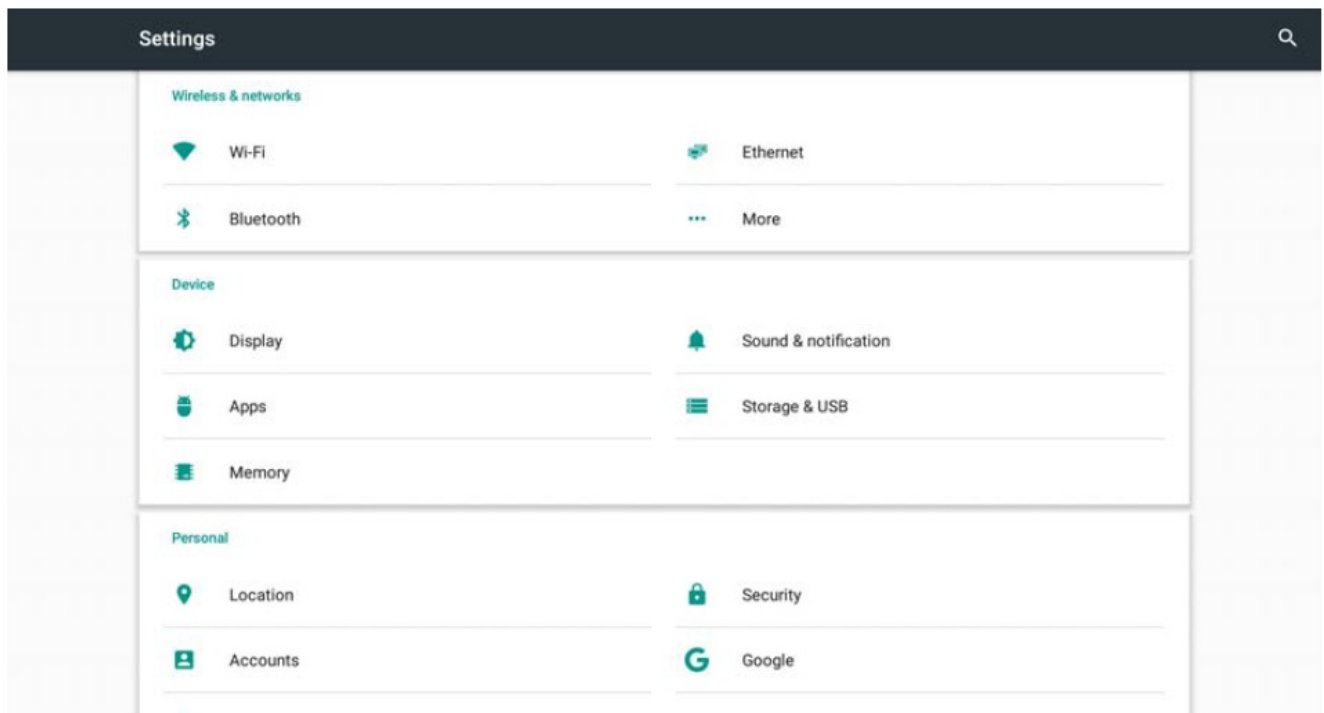 Settings
Wireless & networks
Wi-Fi
Ethernet
Bluetooth
More
Device
Display
Sound & notification
Apps
Storage & USB
Memory
Personal
Location
Security
Accounts
Google